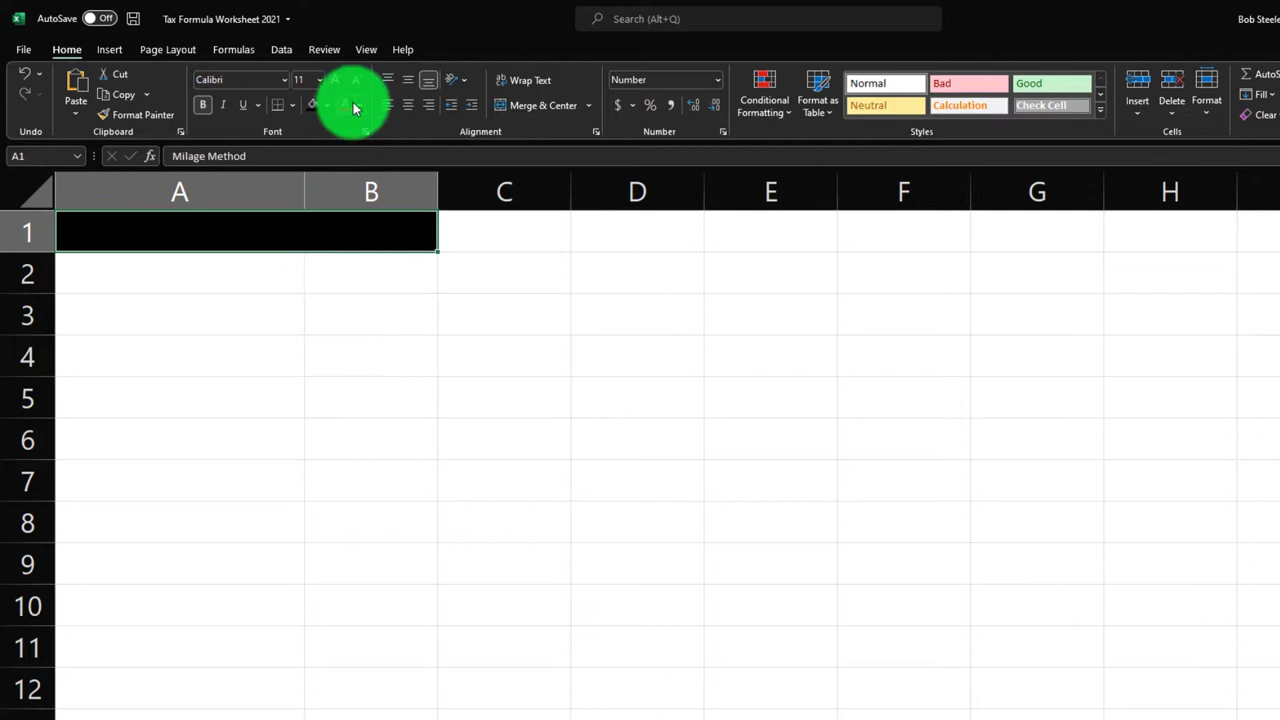 AutoSave Off Tax Formula Worksheet 2021 Search (Alt+Q) Bob Steele
File Home Insert Page Layout Formulas Data Review View Help
Paste Cut Copy Format Painter
Calibri 11
B I U
Wrap Text
Merge & Center
Number
$ % 9
Conditional Formatting
Format as Table
Normal Bad Good
Neutral Calculation Check Cell
Insert Delete Format
Fill
Clear
Undo Clipboard Font Alignment Number Styles Cells
A1 fx Milage Method
A B C D E F G H
1
2
3
4
5
6
7
8
9
10
11
12